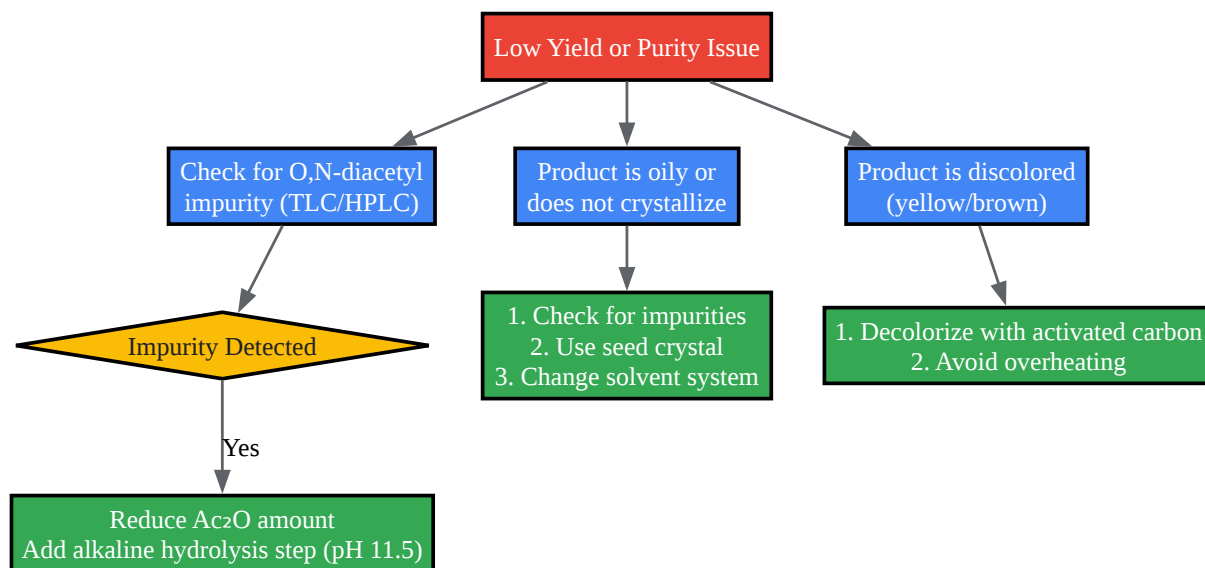 Low Yield or Purity Issue
Check for O,N-diacetyl
impurity (TLC/HPLC)
Product is oily or
does not crystallize
Product is discolored
(yellow/brown)
Impurity Detected
1. Check for impurities
2. Use seed crystal
3. Change solvent system
1. Decolorize with activated carbon
2. Avoid overheating
Yes
Reduce Ac₂O amount
Add alkaline hydrolysis step (pH 11.5)